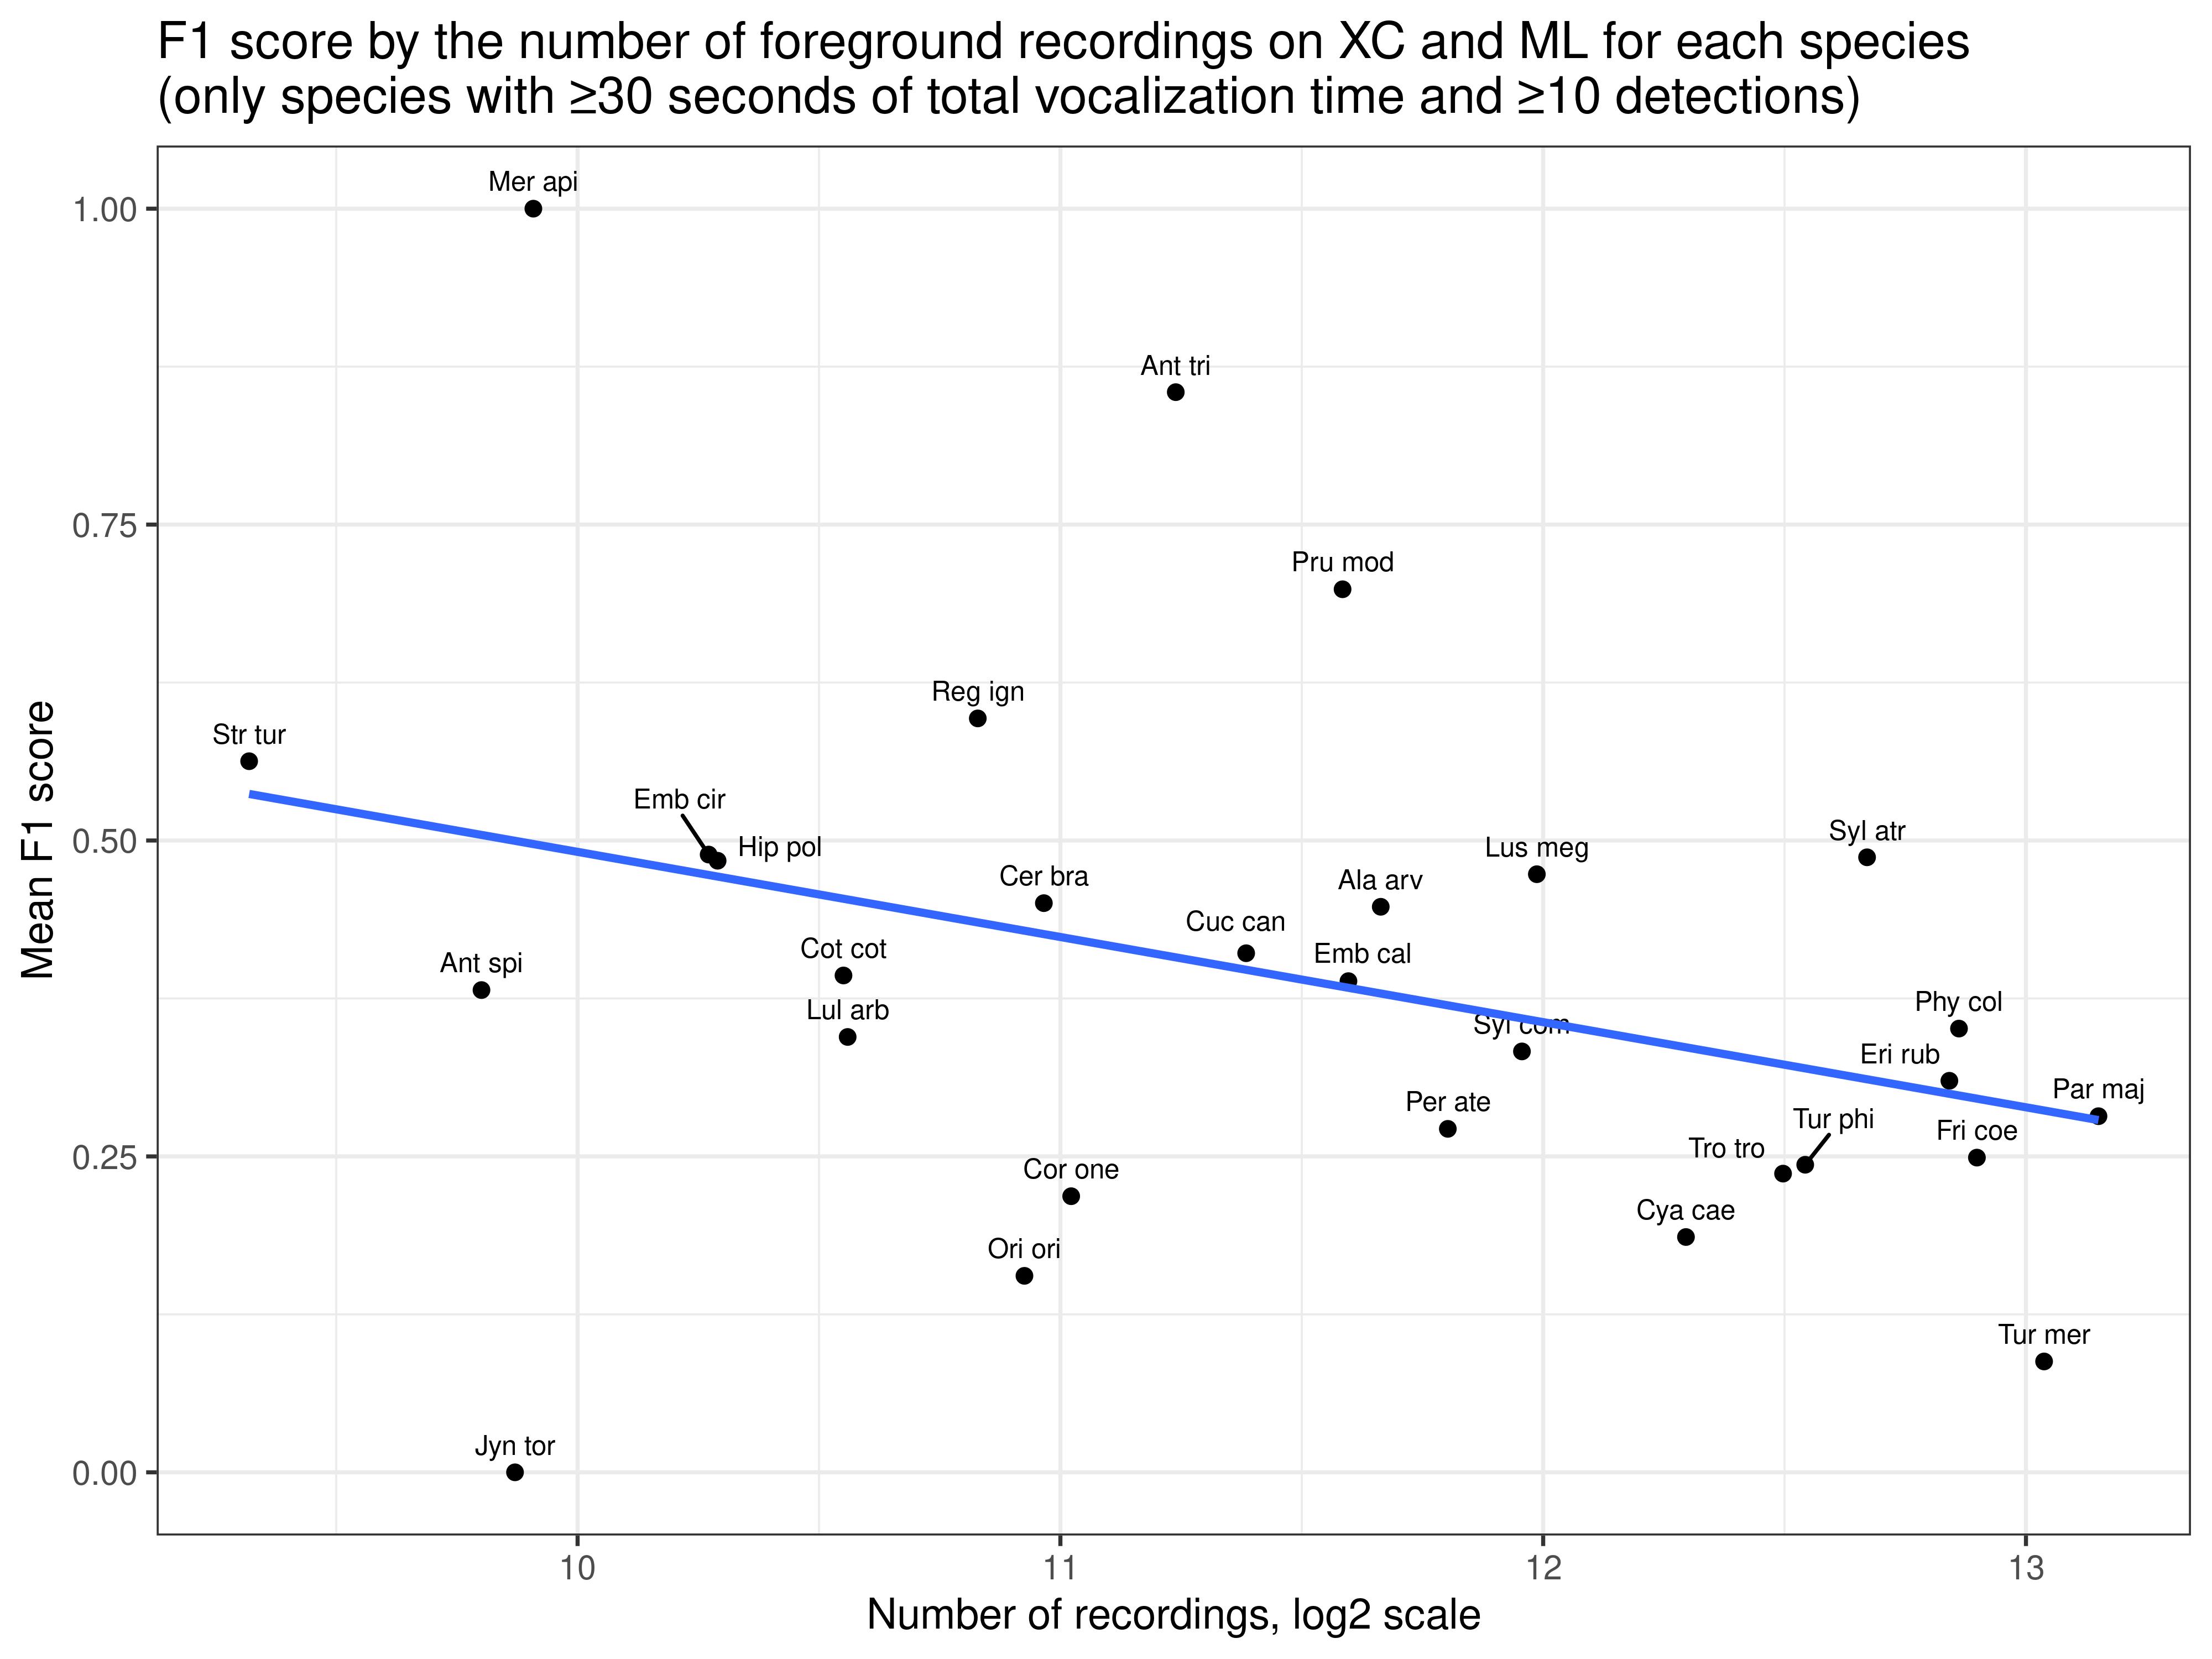 F1 score by the number of foreground recordings on XC and ML for each species
(only species with ≥30 seconds of total vocalization time and ≥10 detections)
Mean F1 score
1.00
0.75
0.50
0.25
0.00
Mer api
Ant tri
Pru mod
Reg ign
Str tur
Emb cir
Hip pol
Syl atr
Lus meg
Cer bra
Ala arv
Cuc can
Cot cot
Emb cal
Ant spi
Lul arb
Syl com
Phy col
Eri rub
Par maj
Per ate
Tur phi
Fri coe
Tro tro
Cor one
Cya cae
Ori ori
Tur mer
Jyn tor
10
11
12
13
Number of recordings, log2 scale